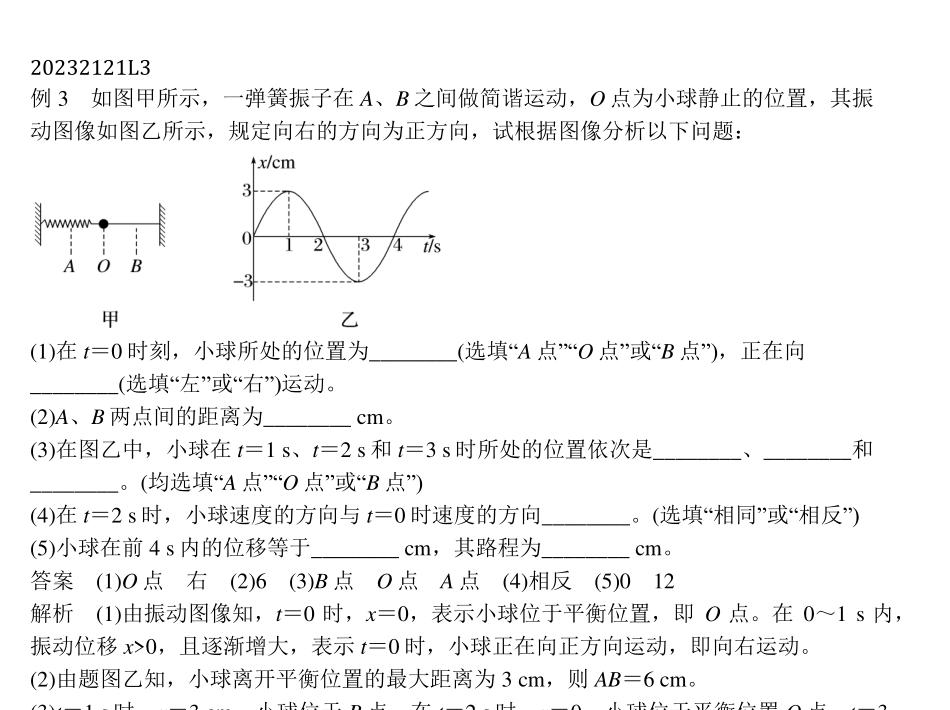 20232121L3
例 3　如图甲所示，一弹簧振子在 A、B 之间做简谐运动，O 点为小球静止的位置，其振
动图像如图乙所示，规定向右的方向为正方向，试根据图像分析以下问题：
x/cm
3
0
1
2
3
4
t/s
−3
A
O
B
甲
乙
(1)在 t＝0 时刻，小球所处的位置为________(选填“A 点”“O 点”或“B 点”)，正在向
________(选填“左”或“右”)运动。
(2)A、B 两点间的距离为________ cm。
(3)在图乙中，小球在 t＝1 s、t＝2 s 和 t＝3 s 时所处的位置依次是________、________和
________。(均选填“A 点”“O 点”或“B 点”)
(4)在 t＝2 s 时，小球速度的方向与 t＝0 时速度的方向________。(选填“相同”或“相反”)
(5)小球在前 4 s 内的位移等于________ cm，其路程为________ cm。
答案　(1)O 点　右　(2)6　(3)B 点　O 点　A 点　(4)相反　(5)0　12
解析　(1)由振动图像知，t＝0 时，x＝0，表示小球位于平衡位置，即 O 点。在 0～1 s 内，
振动位移 x>0，且逐渐增大，表示 t＝0 时，小球正在向正方向运动，即向右运动。
(2)由题图乙知，小球离开平衡位置的最大距离为 3 cm，则 AB＝6 cm。